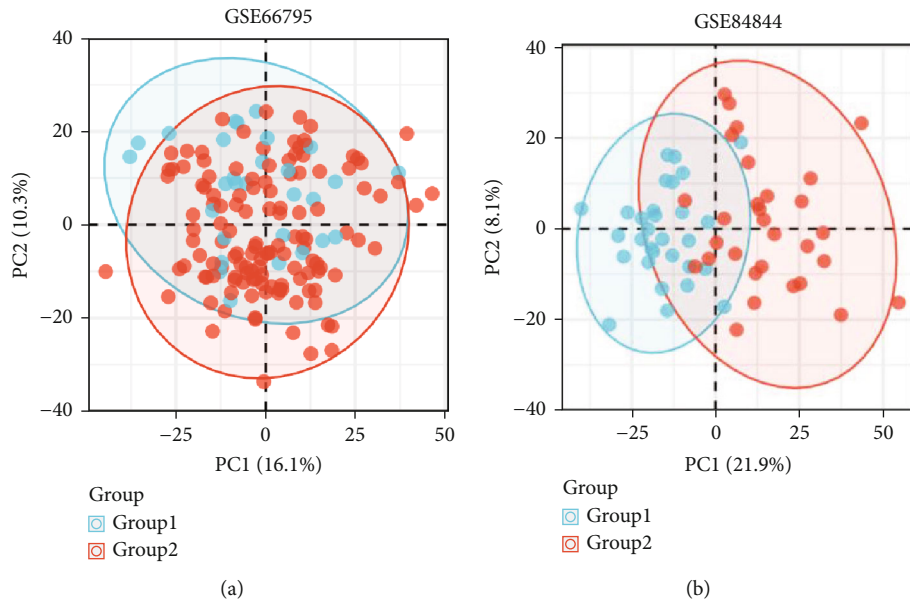 GSE66795
40
20
0
−20
−40
PC2 (10.3%)
−25
0
25
50
PC1 (16.1%)
Group
Group1
Group2
(a)
GSE84844
40
20
0
−20
−40
PC2 (8.1%)
−25
0
25
50
PC1 (21.9%)
Group
Group1
Group2
(b)